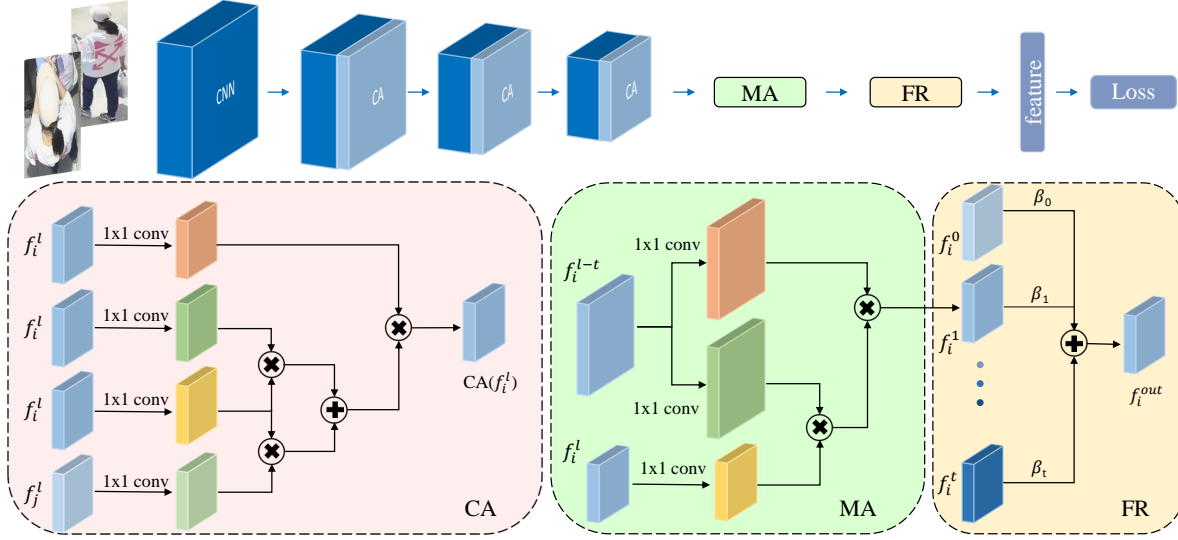 CNN
CA
CA
CA
MA
FR
feature
Loss
f_i^l
1x1 conv
f_i^l
1x1 conv
f_i^l
1x1 conv
f_j^l
1x1 conv
CA(f_i^l)
CA
f_i^{l-t}
1x1 conv
1x1 conv
f_i^l
1x1 conv
MA
f_i^0
β_0
f_i^1
β_1
f_i^t
β_t
f_i^{out}
FR